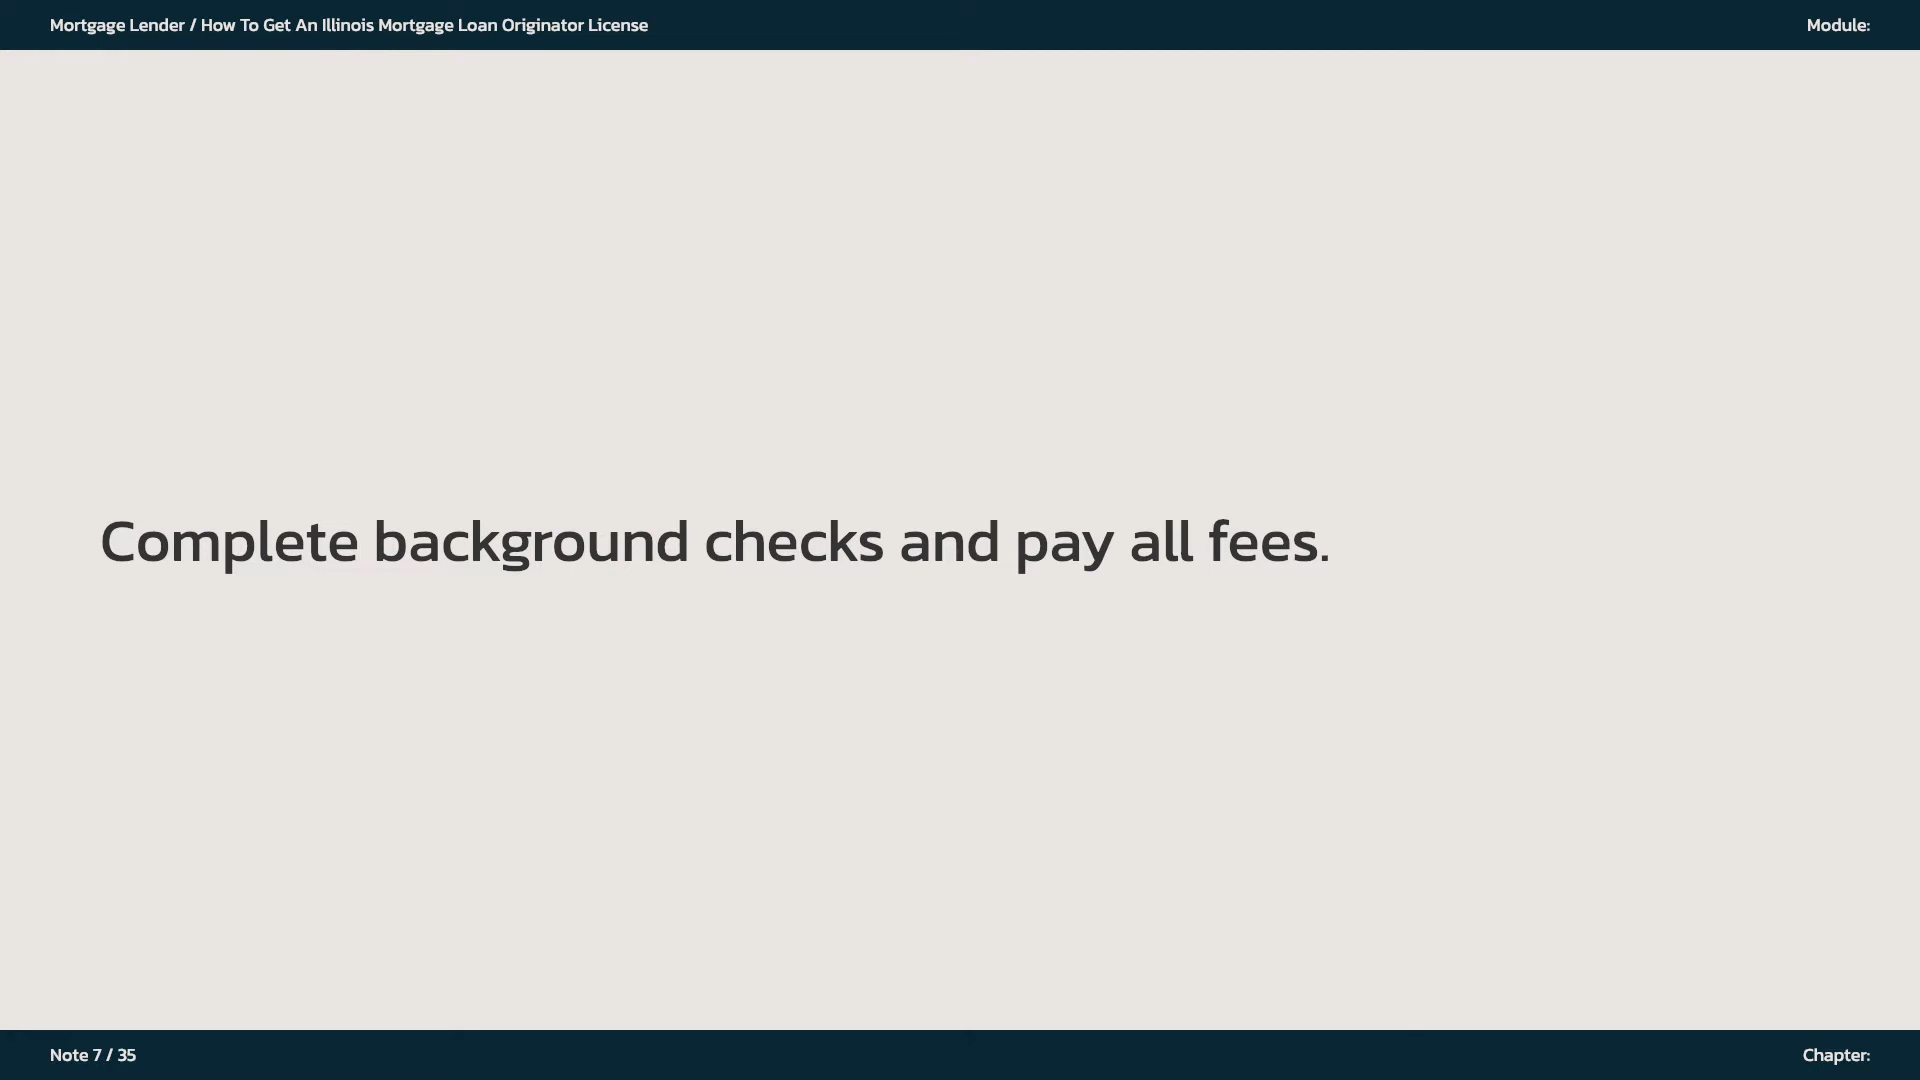 Mortgage Lender / How To Get An Illinois Mortgage Loan Originator License
Module:
Complete background checks and pay all fees.
Note 7 / 35
Chapter: